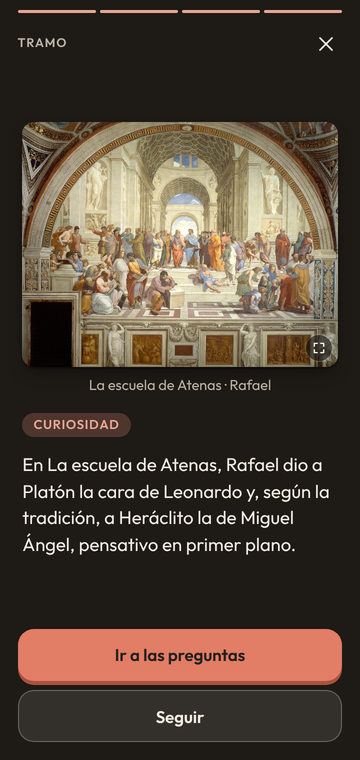 TRAMO
La escuela de Atenas · Rafael
CURIOSIDAD
En La escuela de Atenas, Rafael dio a
Platón la cara de Leonardo y, según la
tradición, a Heráclito la de Miguel
Ángel, pensativo en primer plano.
Ir a las preguntas
Seguir